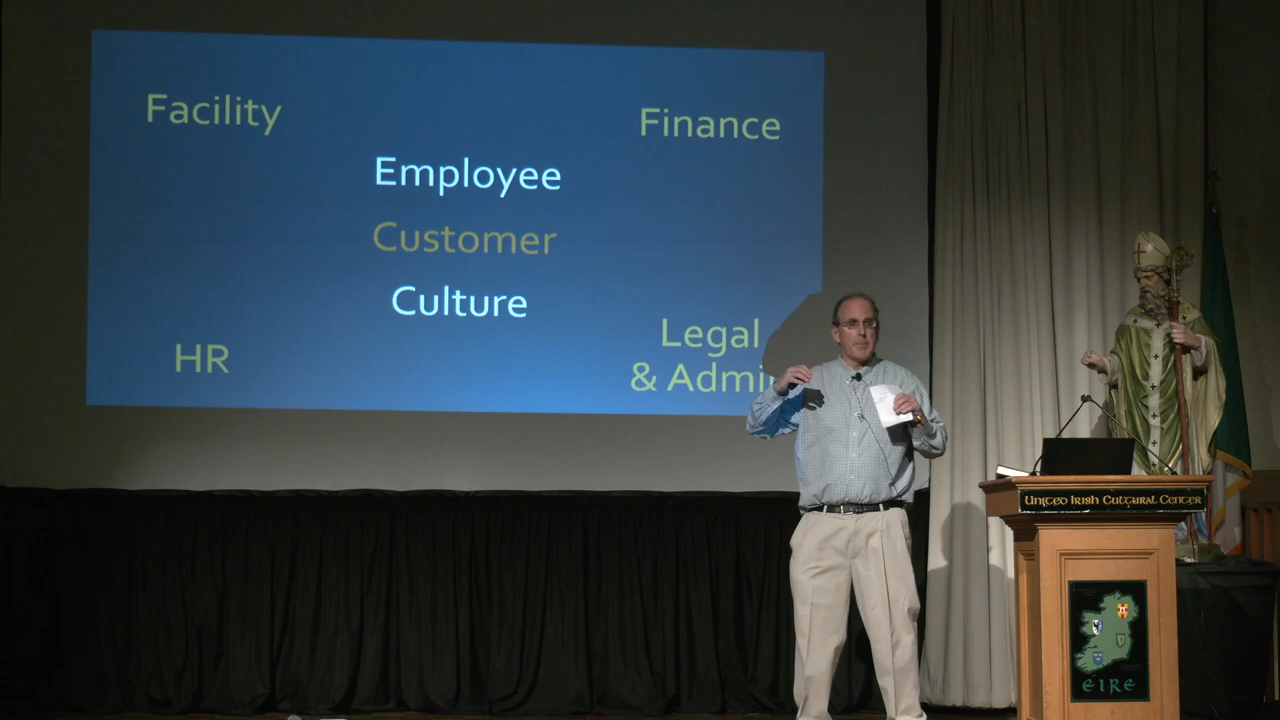 Facility
Finance
Employee
Customer
Culture
HR
Legal
& Admi
United Irish Cultural Center
EIRE